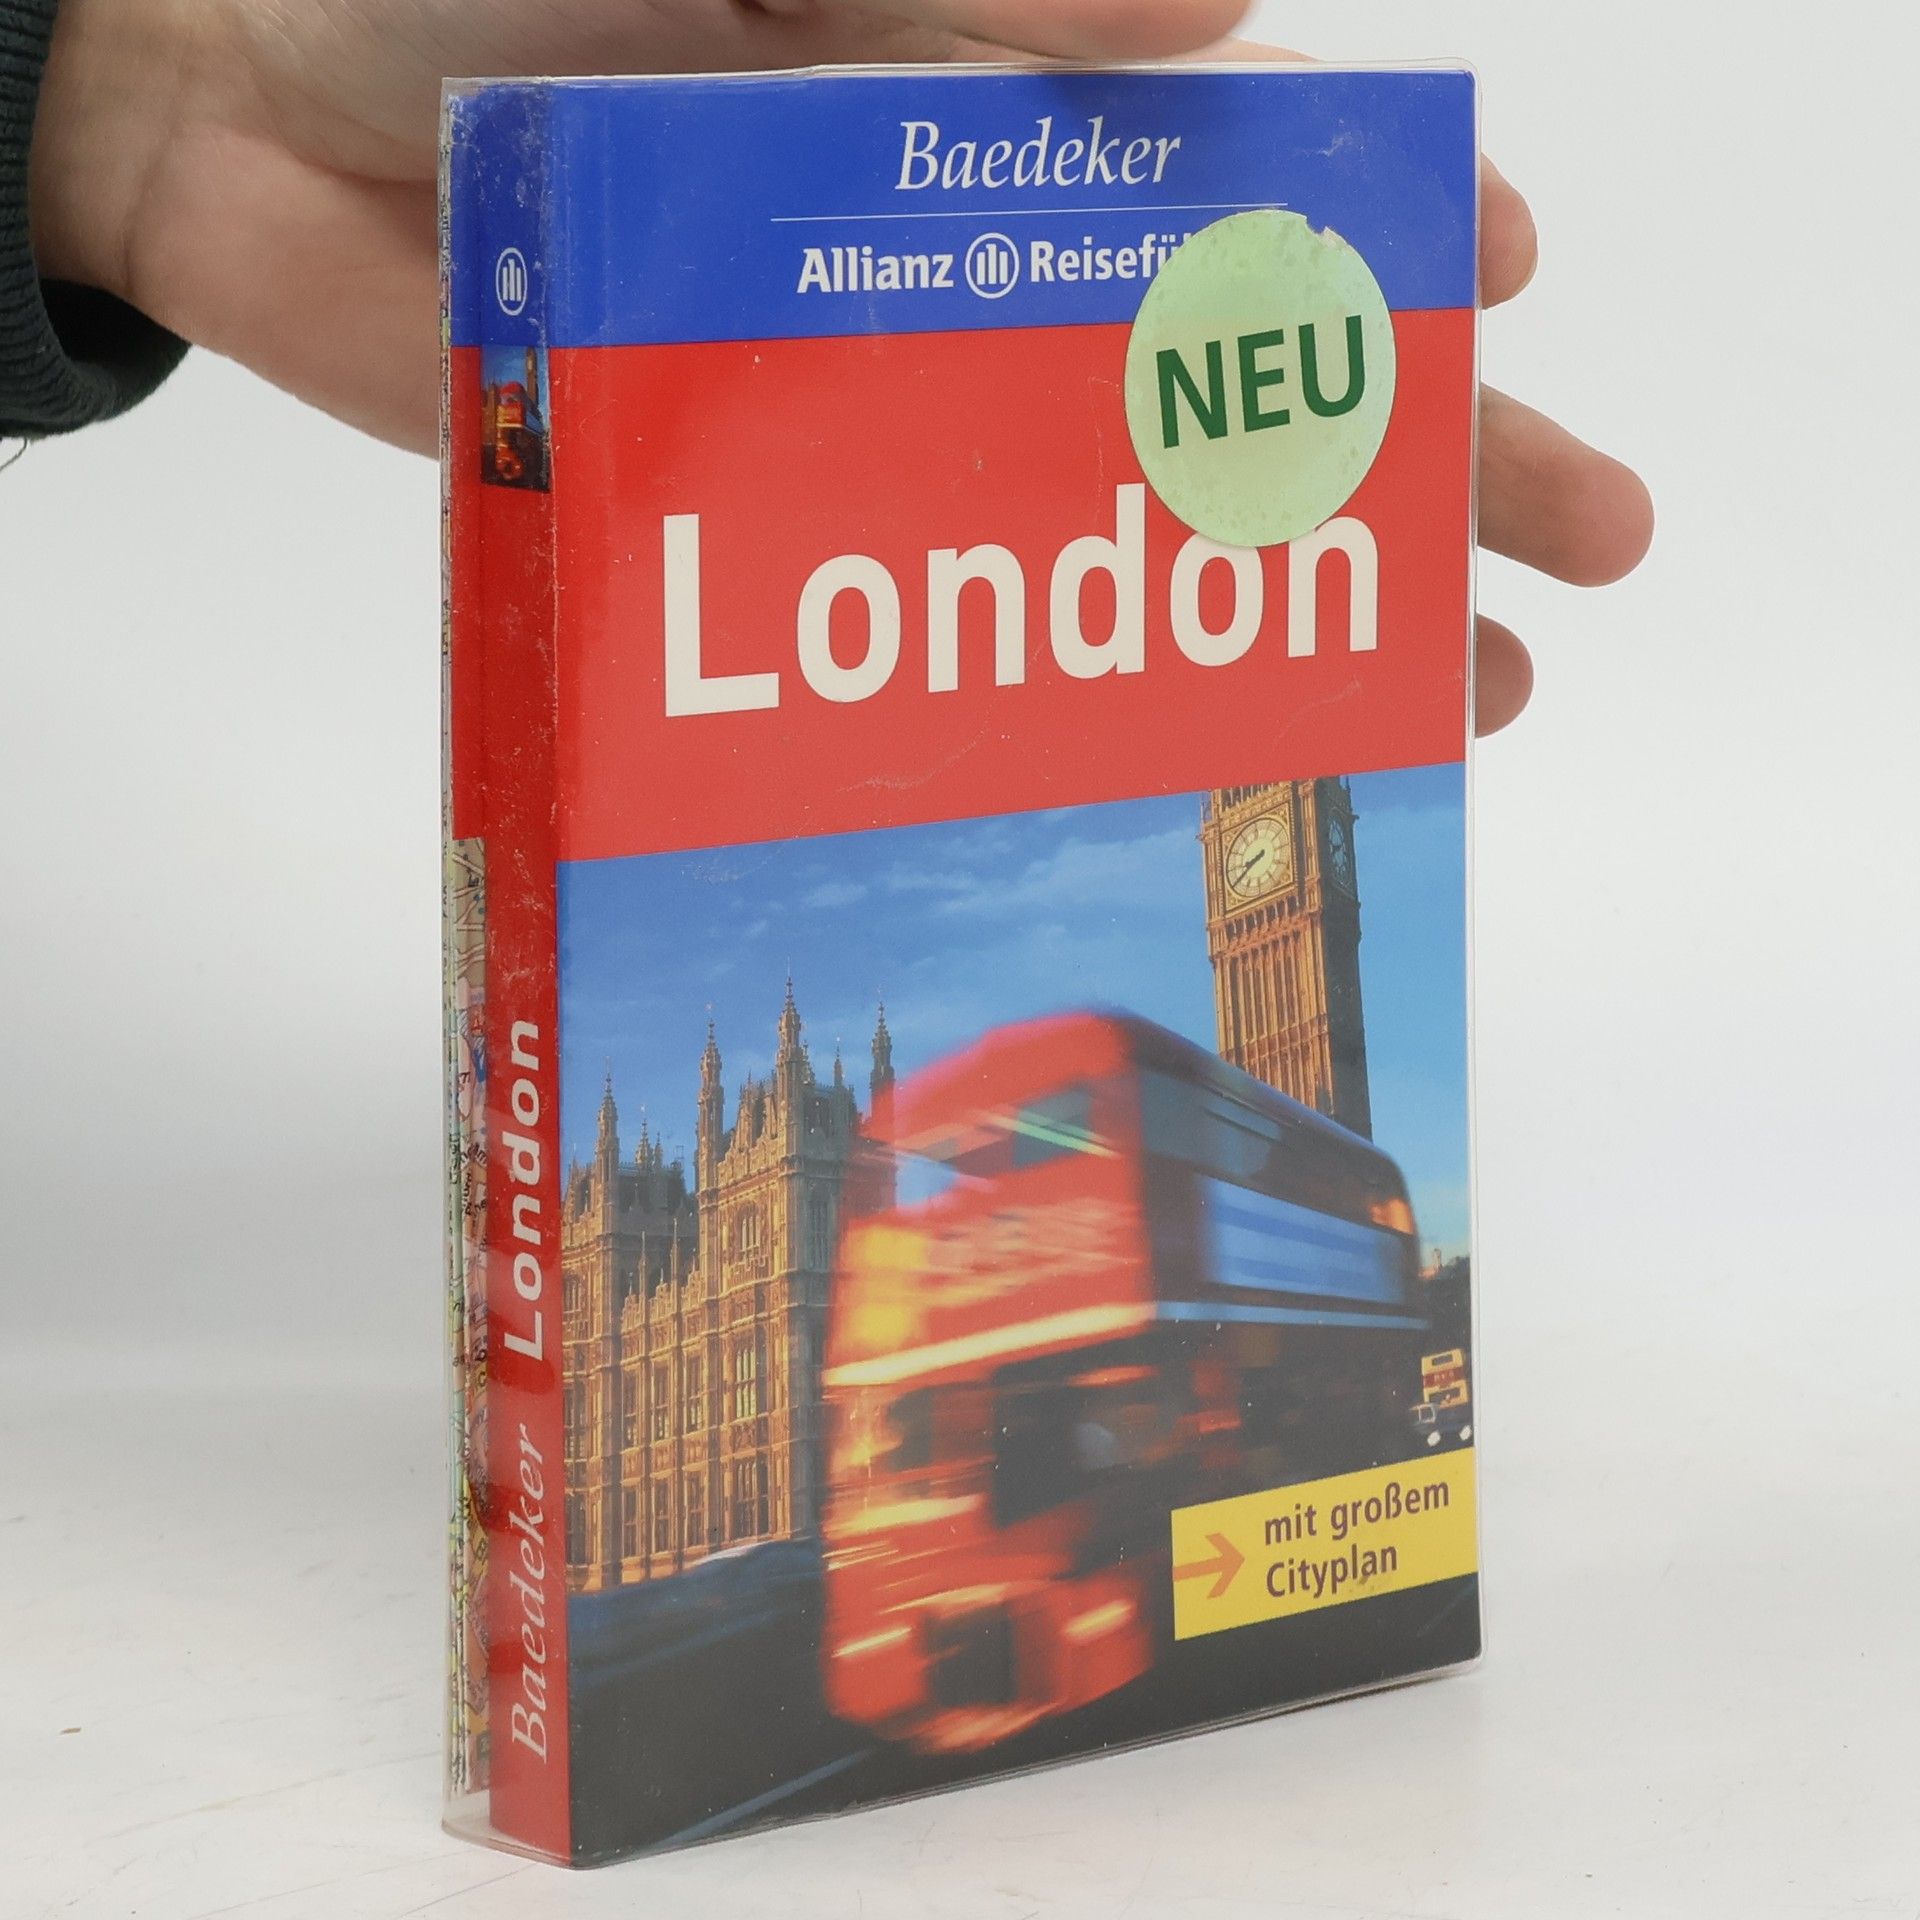 Baedeker
Allianz Reisefü
NEU
London
mit großem
Cityplan
Baedeker London